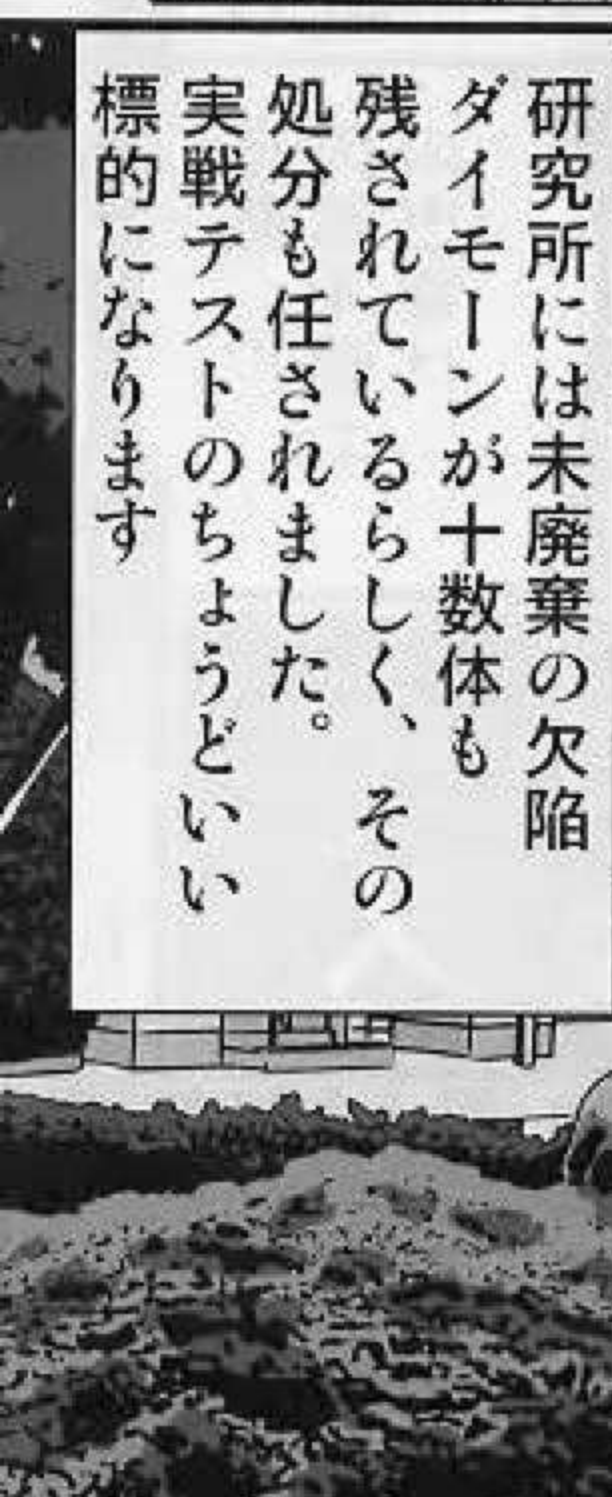 研究所には未廃棄の欠陥
ダイモーンが十数体も
残されているらしく、その
処分も任されました。
実戦テストのちょうどいい
標的になります